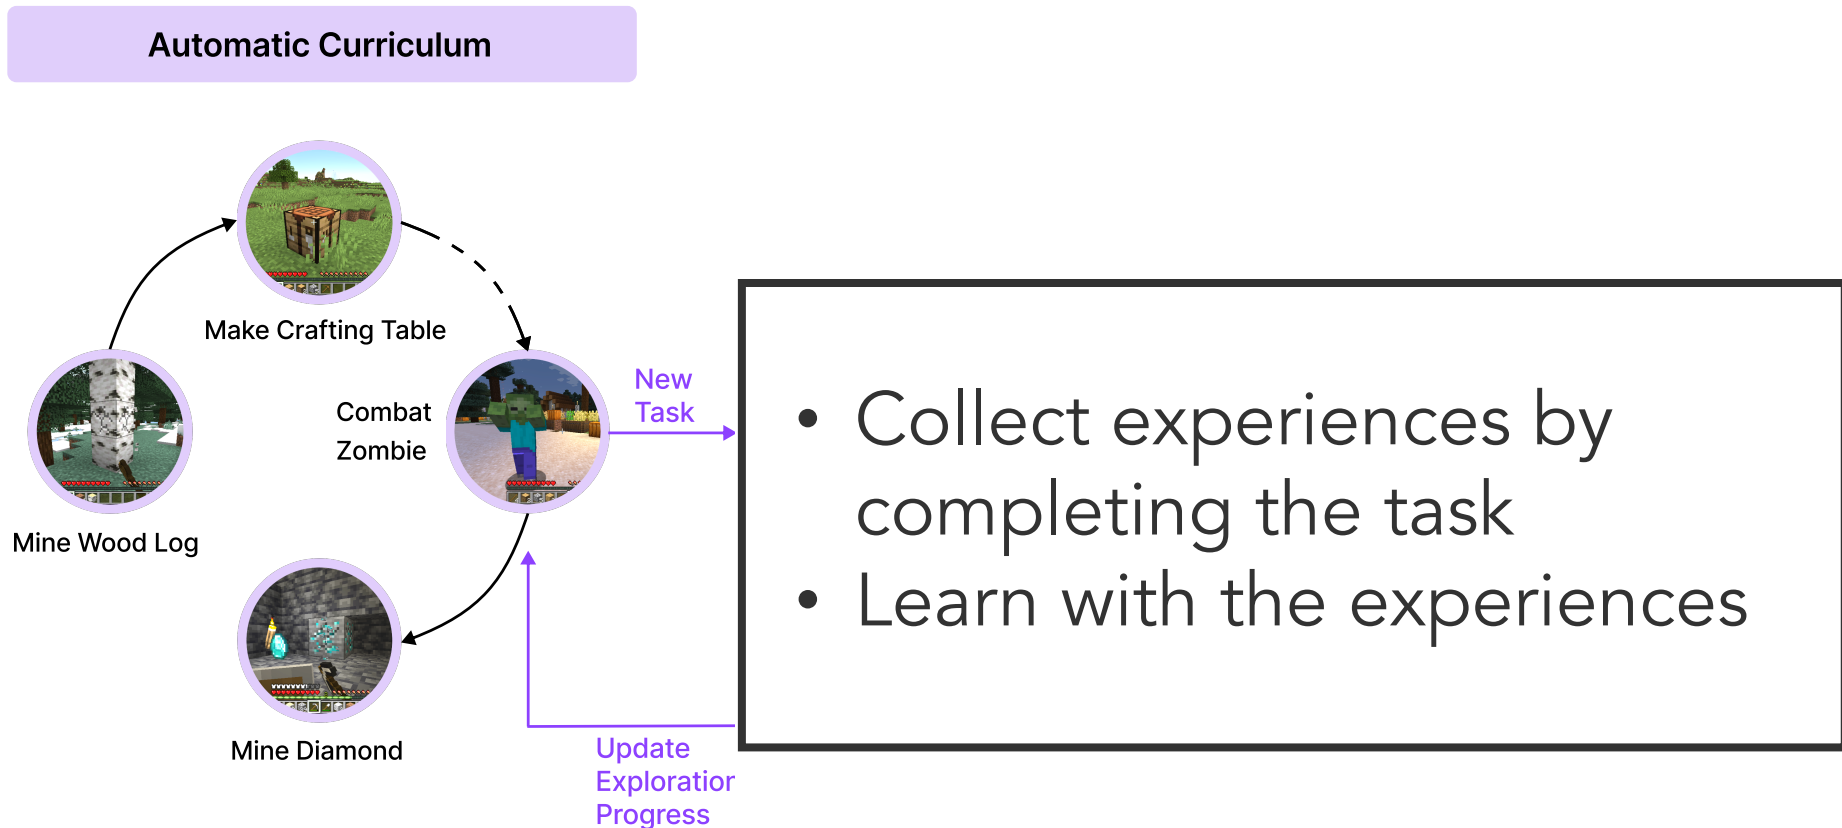 Automatic Curriculum
Make Crafting Table
Combat
Zombie
New
Task
Mine Wood Log
Mine Diamond
Update
Exploration
Progress
• Collect experiences by
completing the task
• Learn with the experiences